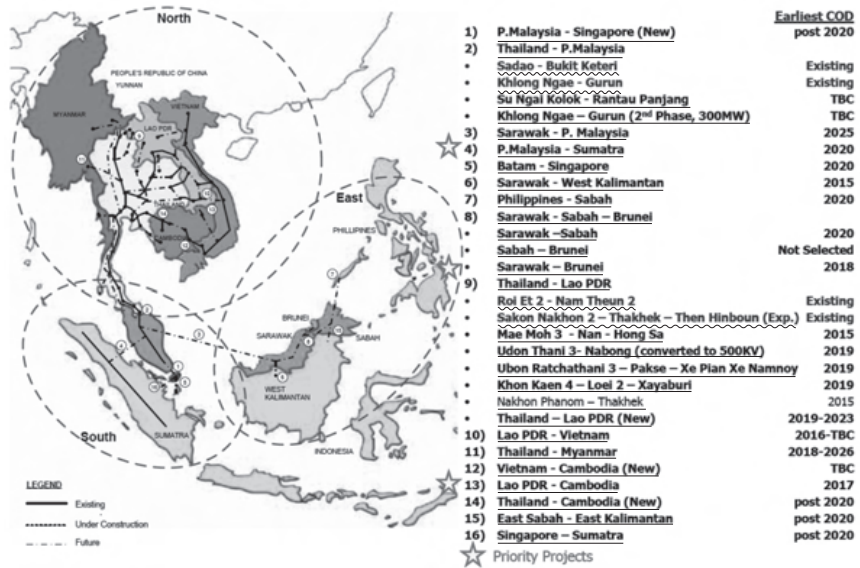 North
PEOPLE'S REPUBLIC OF CHINA
YUNNAN
MYANMAR
VIETNAM
LAO PDR
CAMBODIA
East
PHILLIPINES
BRUNEI
SARAWAK
SABAH
WEST
KALIMANTAN
SUMATRA
INDONESIA
South
LEGEND
Existing
Under Construction
Future
Earliest COD
1) P.Malaysia - Singapore (New) post 2020
2) Thailand - P.Malaysia
• Sadao - Bukit Keteri Existing
• Khlong Ngae - Gurun Existing
• Su Ngai Kolok - Rantau Panjang TBC
• Khlong Ngae – Gurun (2nd Phase, 300MW) TBC
3) Sarawak - P. Malaysia 2025
4) P.Malaysia - Sumatra 2020
5) Batam - Singapore 2020
6) Sarawak - West Kalimantan 2015
7) Philippines - Sabah 2020
8) Sarawak - Sabah – Brunei
• Sarawak –Sabah 2020
• Sabah – Brunei Not Selected
• Sarawak – Brunei 2018
9) Thailand - Lao PDR
• Roi Et 2 - Nam Theun 2 Existing
• Sakon Nakhon 2 – Thakhek – Then Hinboun (Exp.) Existing
• Mae Moh 3 - Nan - Hong Sa 2015
• Udon Thani 3- Nabong (converted to 500KV) 2019
• Ubon Ratchathani 3 – Pakse – Xe Pian Xe Namnoy 2019
• Khon Kaen 4 – Loei 2 – Xayaburi 2019
• Nakhon Phanom – Thakhek 2015
• Thailand – Lao PDR (New) 2019-2023
10) Lao PDR - Vietnam 2016-TBC
11) Thailand - Myanmar 2018-2026
12) Vietnam - Cambodia (New) TBC
13) Lao PDR - Cambodia 2017
14) Thailand - Cambodia (New) post 2020
15) East Sabah - East Kalimantan post 2020
16) Singapore – Sumatra post 2020
Priority Projects